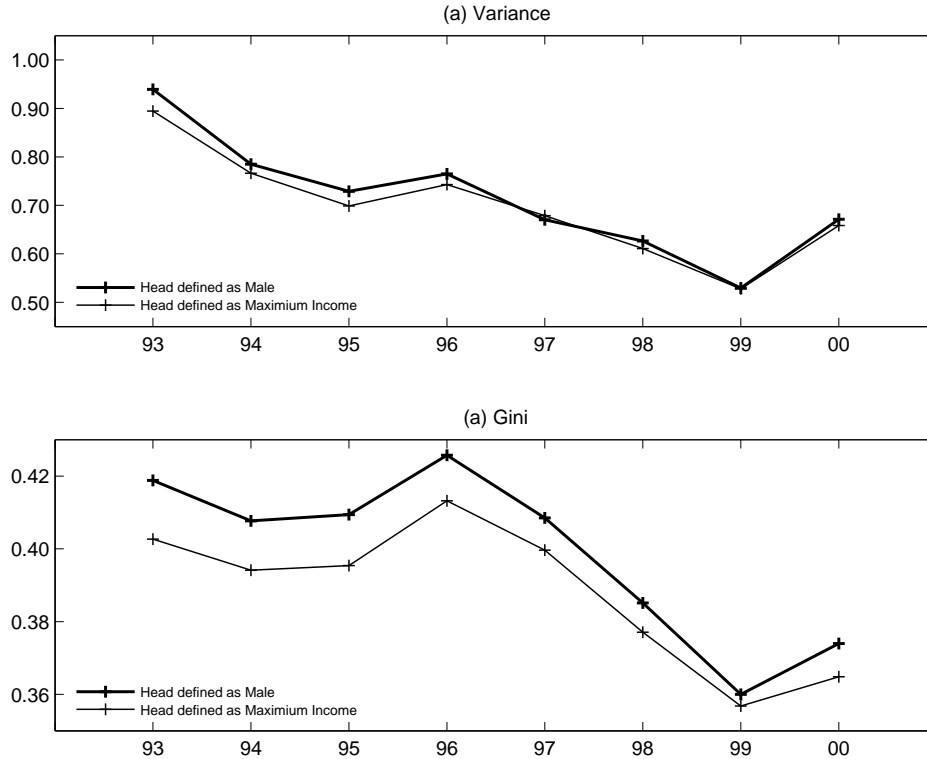 (a) Variance
1.00
0.90
0.80
0.70
0.60
0.50
Head defined as Male
Head defined as Maximium Income
93 94 95 96 97 98 99 00
(a) Gini
0.42
0.40
0.38
0.36
Head defined as Male
Head defined as Maximium Income
93 94 95 96 97 98 99 00